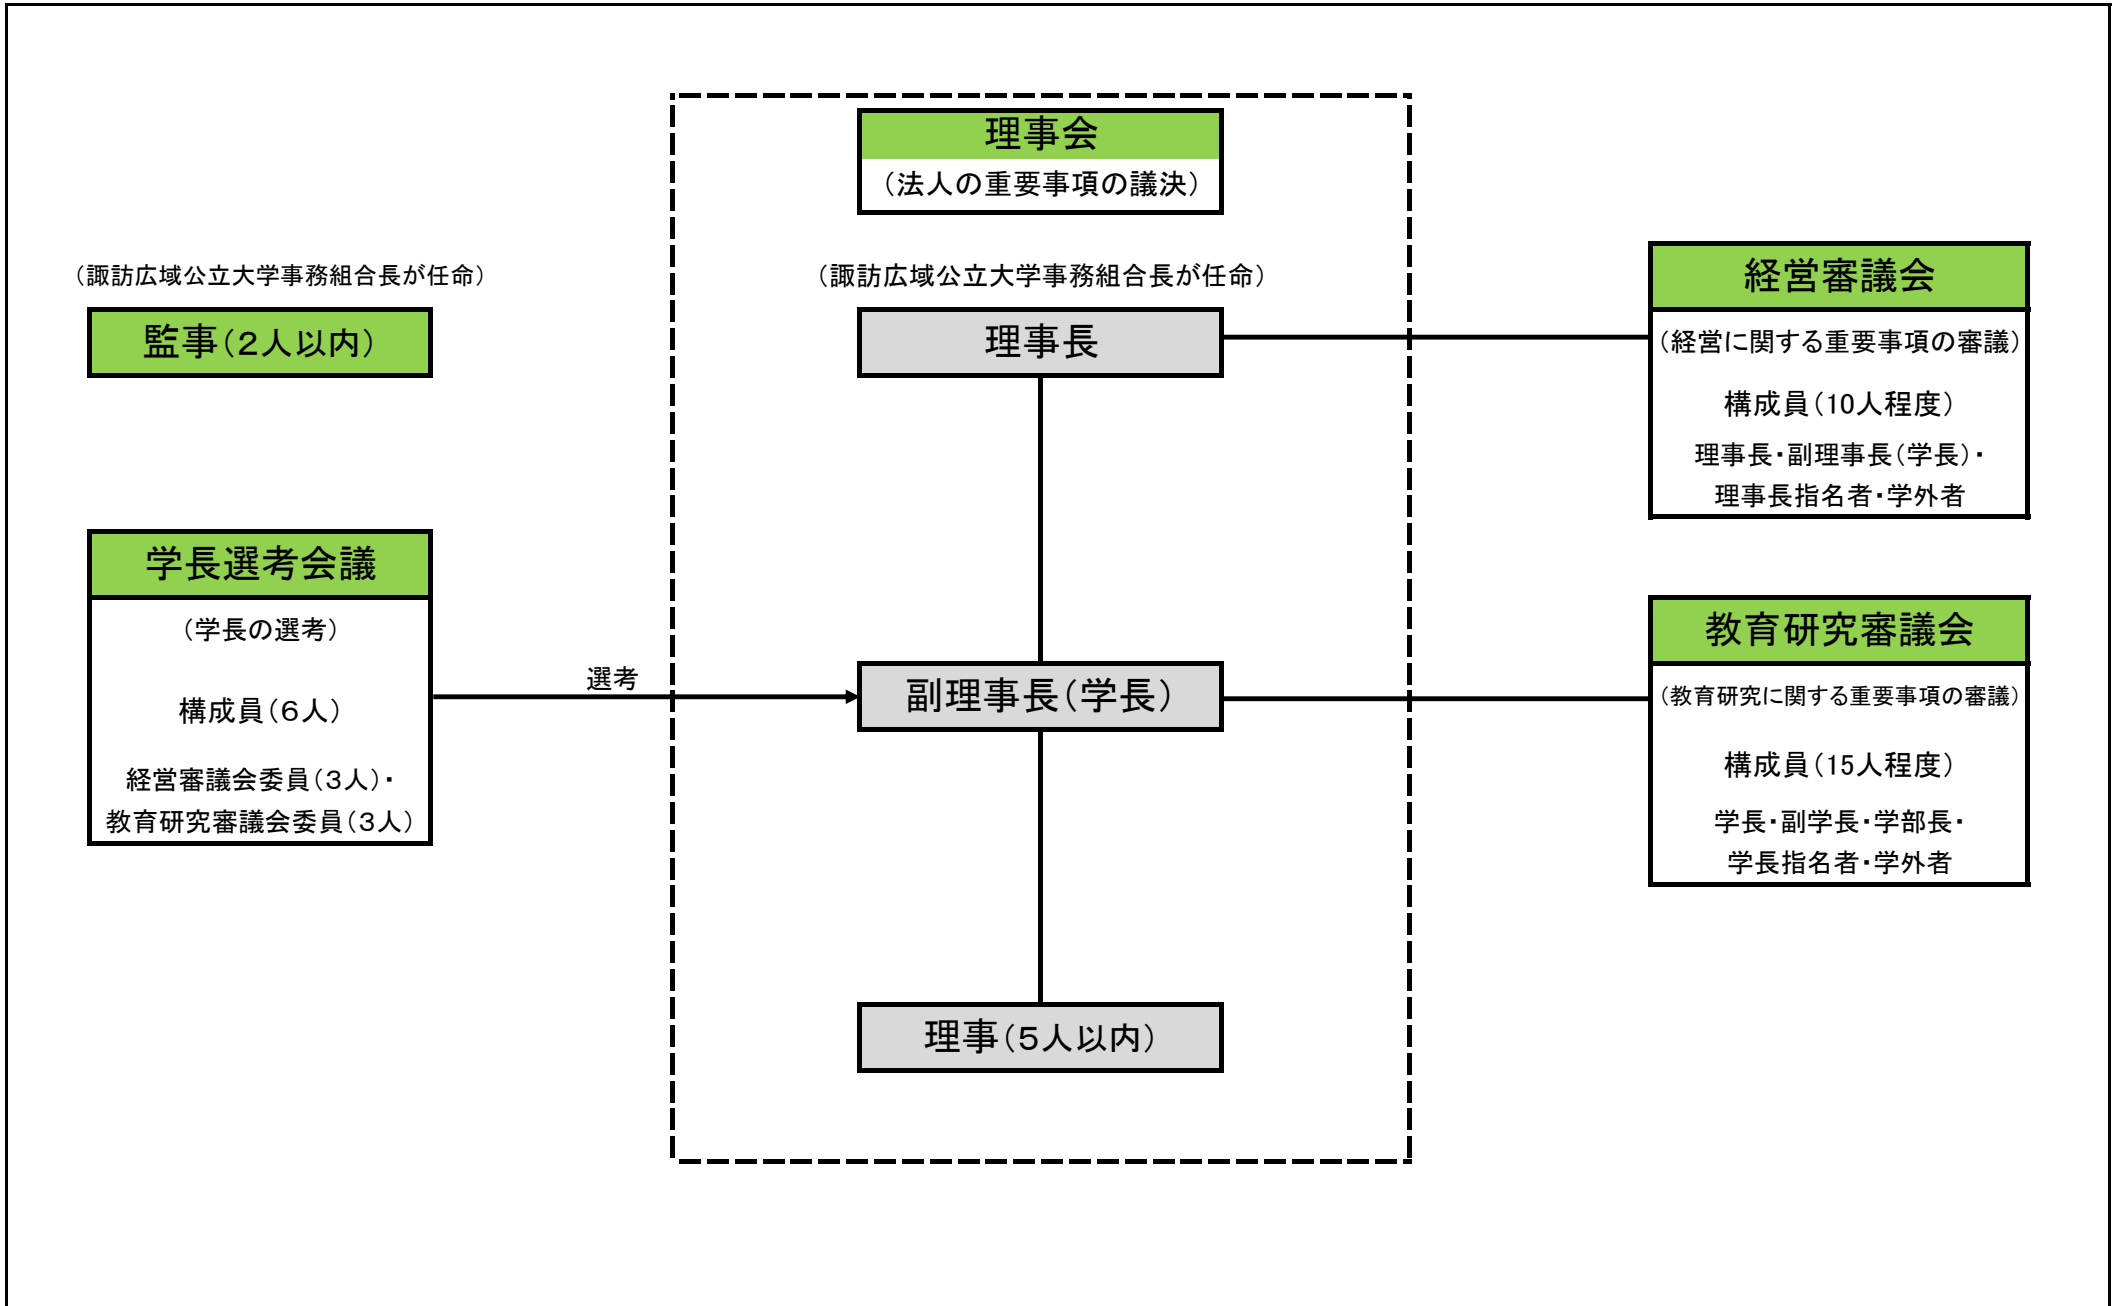 理事会
（法人の重要事項の議決）
（諏訪広域公立大学事務組合長が任命）
監事（２人以内）
（諏訪広域公立大学事務組合長が任命）
理事長
経営審議会
（経営に関する重要事項の審議）
構成員（10人程度）
理事長・副理事長（学長）・
理事長指名者・学外者
学長選考会議
（学長の選考）
構成員（６人）
経営審議会委員（３人）・
教育研究審議会委員（３人）
選考
副理事長（学長）
教育研究審議会
（教育研究に関する重要事項の審議）
構成員（15人程度）
学長・副学長・学部長・
学長指名者・学外者
理事（５人以内）